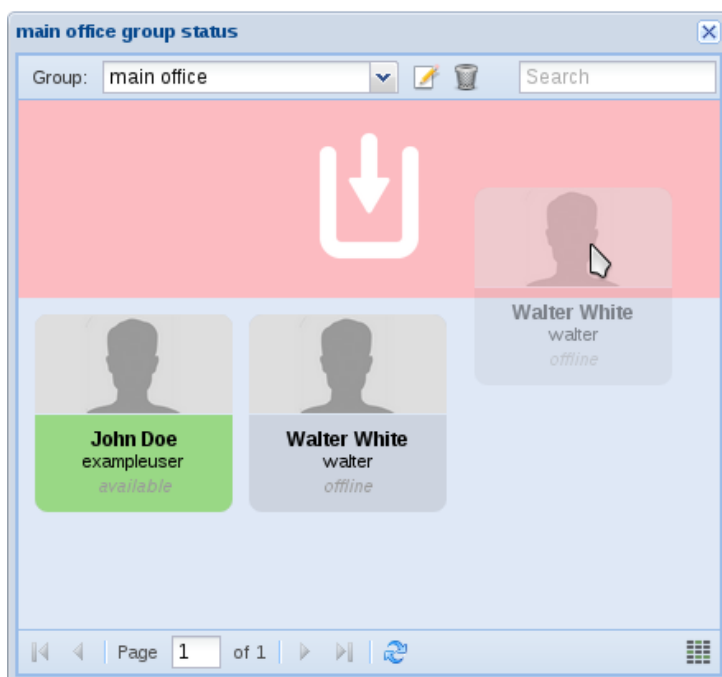 main office group status
Group: main office Search
Walter White
walter
offline
John Doe
exampleuser
available
Walter White
walter
offline
Page 1 of 1